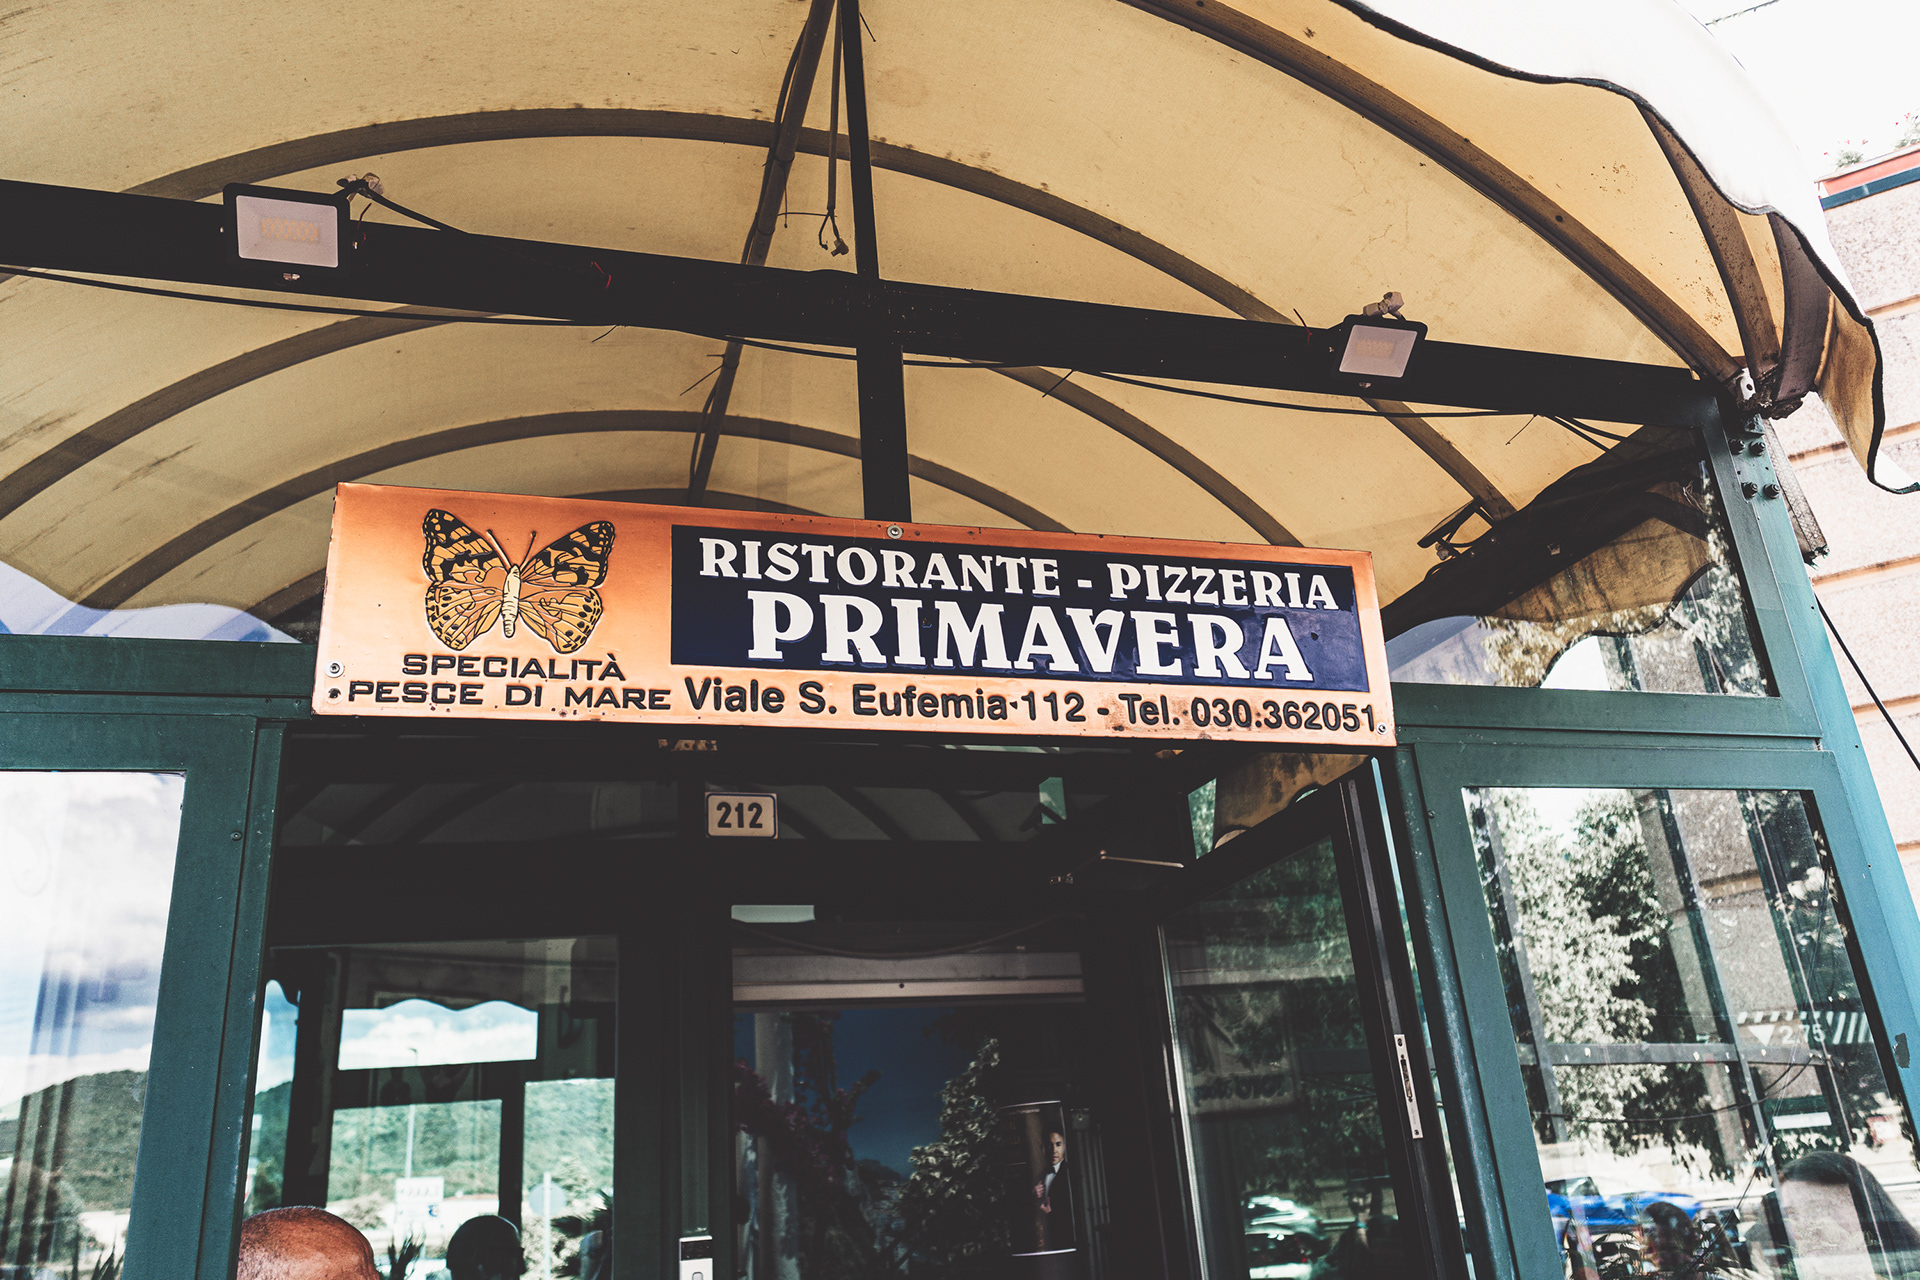 RISTORANTE - PIZZERIA
PRIMAVERA
SPECIALITÀ
PESCE DI MARE
Viale S. Eufemia 112 - Tel. 030.362051
212